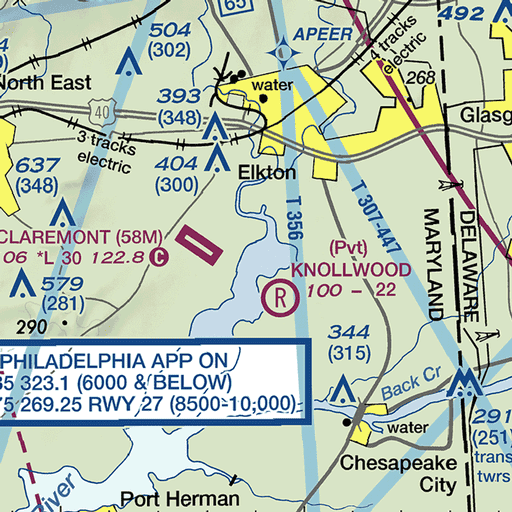 65
504
(302)
APEER
492
4 tracks
electric
North East
water
268
40
393
(348)
Glasg
3 tracks
electric
404
(300)
637
(348)
Elkton
T 356
T 307-447
MARYLAND
DELAWARE
CLAREMONT (58M)
06 *L 30 122.8 C
(Pvt)
KNOLLWOOD
100 - 22
R
579
(281)
290
344
(315)
PHILADELPHIA APP ON
323.1 (6000 & BELOW)
269.25 RWY 27 (8500-10,000)
Back Cr
water
291
(251)
trans
twrs
Chesapeake
City
River
Port Herman